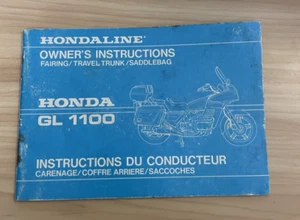 HONDALINE
OWNER'S INSTRUCTIONS
FAIRING/TRAVEL TRUNK/SADDLEBAG
HONDA
GL 1100
INSTRUCTIONS DU CONDUCTEUR
CARENAGE/COFFRE ARRIERE/SACCOCHES